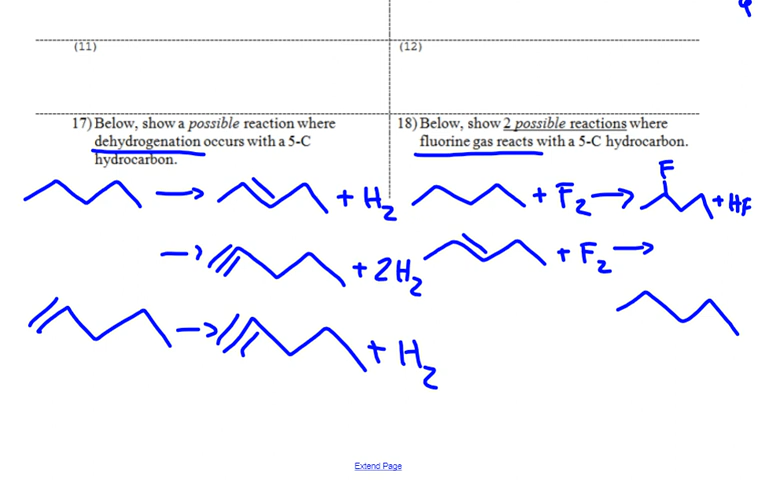 (11)
(12)
17) Below, show a possible reaction where
dehydrogenation occurs with a 5-C
hydrocarbon.
18) Below, show 2 possible reactions where
fluorine gas reacts with a 5-C hydrocarbon.
→ + H2
+ F2 → F + HF
→ + 2H2
+ F2 →
→ + H2
Extend Page